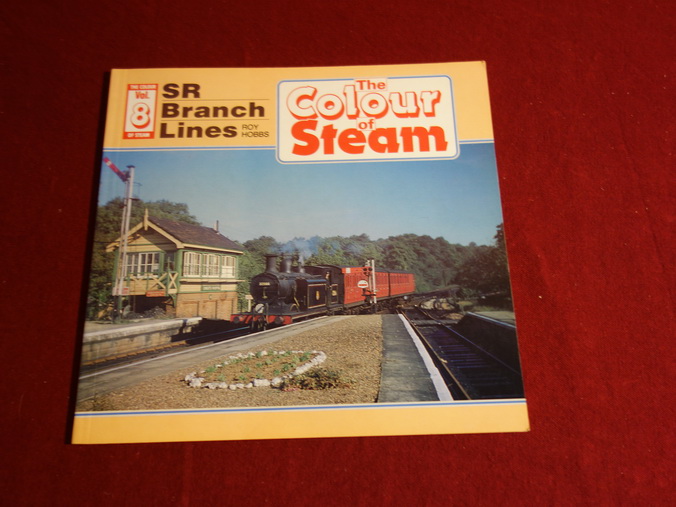 THE COLOUR
Vol.
8
OF STEAM
SR
Branch
Lines
ROY
HOBBS
The
Colour
of
Steam